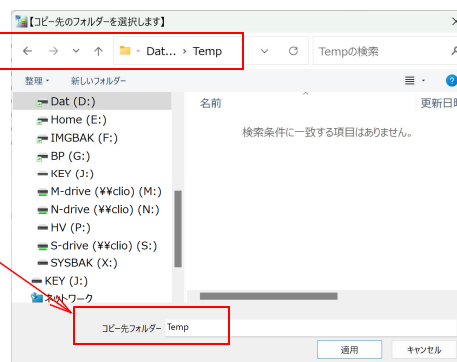 【コピー先のフォルダーを選択します】
Dat... › Temp
Tempの検索
整理
新しいフォルダー
名前
更新日時
検索条件に一致する項目はありません。
Dat (D:)
Home (E:)
IMGBAK (F:)
BP (G:)
KEY (J:)
M-drive (¥¥clio) (M:)
N-drive (¥¥clio) (N:)
HV (P:)
S-drive (¥¥clio) (S:)
SYSBAK (X:)
KEY (J:)
ネットワーク
コピー先フォルダー Temp
適用
キャンセル